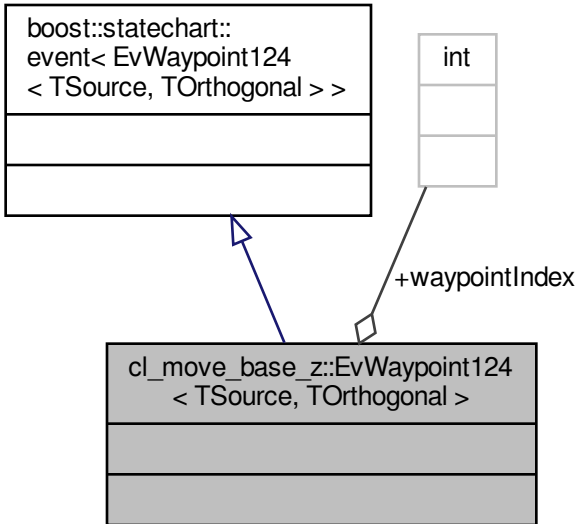 boost::statechart::
event< EvWaypoint124
< TSource, TOrthogonal > >
int
+waypointIndex
cl_move_base_z::EvWaypoint124
< TSource, TOrthogonal >